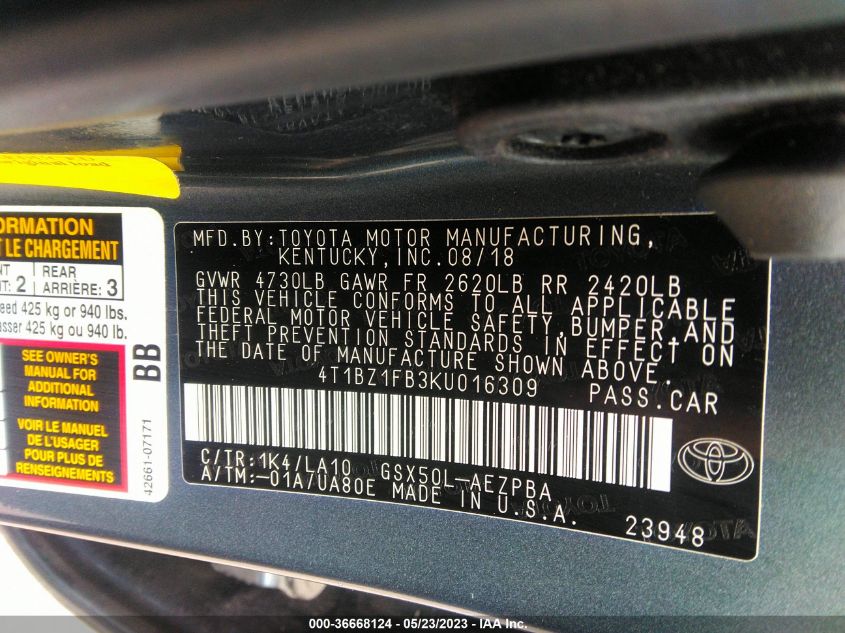 ORMATION
T LE CHARGEMENT
NT REAR
NT: 2 ARRIÈRE: 3
eed 425 kg or 940 lbs.
asser 425 kg ou 940 lb.
SEE OWNER'S
MANUAL FOR
ADDITIONAL
INFORMATION
VOIR LE MANUEL
DE L'USAGER
POUR PLUS DE
RENSEIGNEMENTS
BB
42661-07171
MFD.BY:TOYOTA MOTOR MANUFACTURING,
KENTUCKY,INC.08/18
GVWR 4730LB GAWR FR 2620LB RR 2420LB
THIS VEHICLE CONFORMS TO ALL APPLICABLE
FEDERAL MOTOR VEHICLE SAFETY,BUMPER,AND
THEFT PREVENTION STANDARDS IN EFFECT ON
THE DATE OF MANUFACTURE SHOWN ABOVE.
4T1BZ1FB3KU016309 PASS.CAR
C/TR:1K4/LA10 GSX50L-AEZPBA
A/TM:-01A/UA80E MADE IN U.S.A.
23948
000-36668124 - 05/23/2023 - IAA Inc.